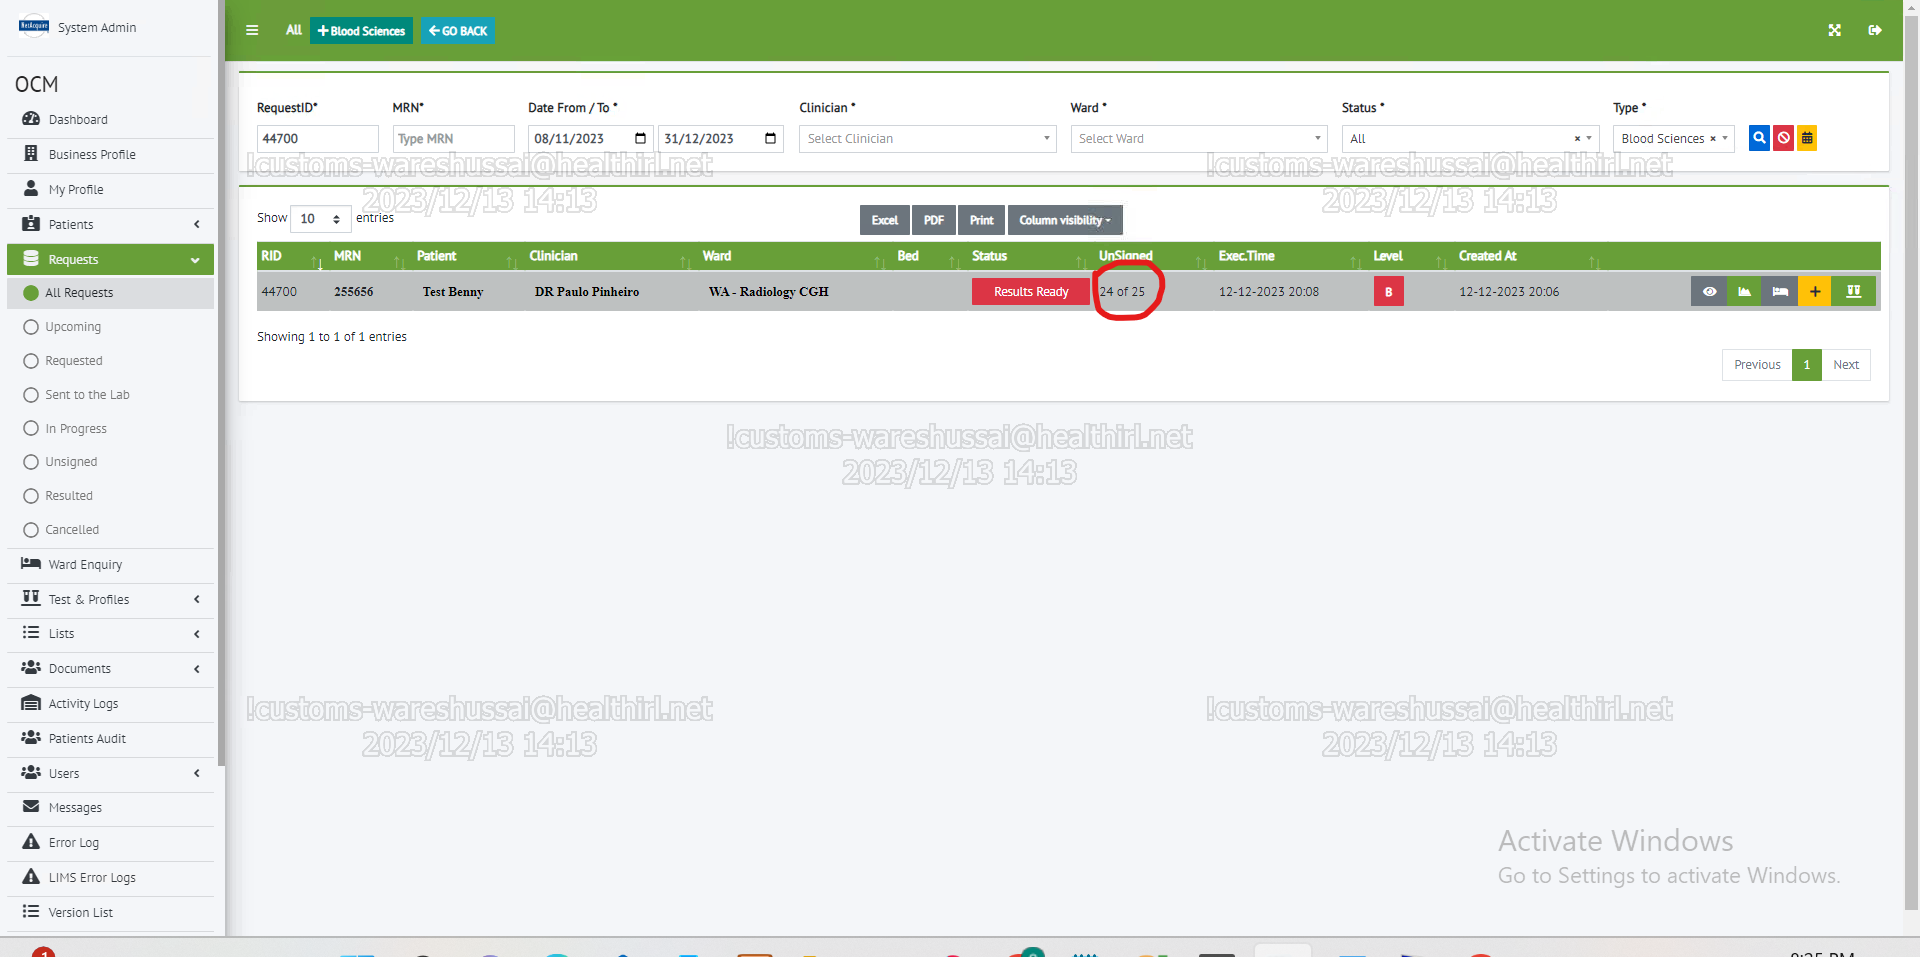 NetAcquire
System Admin
OCM
Dashboard
Business Profile
My Profile
Patients
Requests
All Requests
Upcoming
Requested
Sent to the Lab
In Progress
Unsigned
Resulted
Cancelled
Ward Enquiry
Test & Profiles
Lists
Documents
Activity Logs
Patients Audit
Users
Messages
Error Log
LIMS Error Logs
Version List
All
Blood Sciences
GO BACK
RequestID* MRN* Date From / To * Clinician * Ward * Status * Type *
44700 Type MRN 08/11/2023 31/12/2023 Select Clinician Select Ward All × Blood Sciences ×
!customs-wareshussai@healthirl.net !customs-wareshussai@healthirl.net
2023/12/13 14:13 2023/12/13 14:13
Show 10 entries
Excel PDF Print Column visibility
RID MRN Patient Clinician Ward Bed Status UnSigned Exec.Time Level Created At
44700 255656 Test Benny DR Paulo Pinheiro WA - Radiology CGH Results Ready 24 of 25 12-12-2023 20:08 B 12-12-2023 20:06
Showing 1 to 1 of 1 entries
Previous 1 Next
!customs-wareshussai@healthirl.net
2023/12/13 14:13
!customs-wareshussai@healthirl.net !customs-wareshussai@healthirl.net
2023/12/13 14:13 2023/12/13 14:13
Activate Windows
Go to Settings to activate Windows.